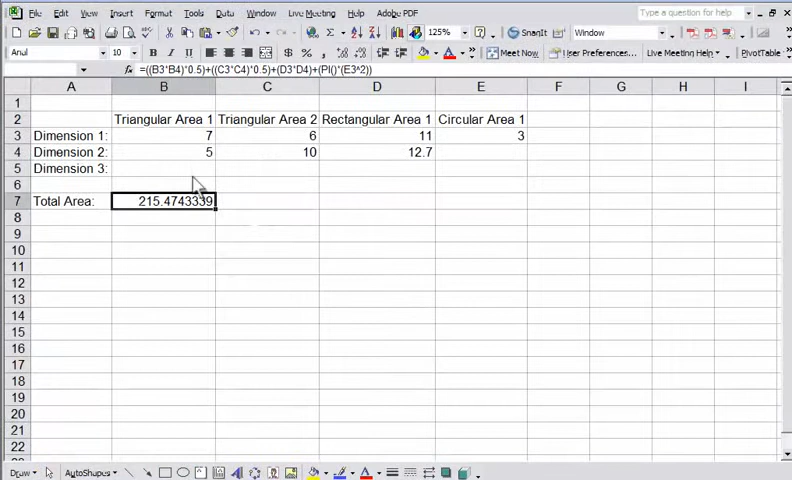 File Edit View Insert Format Tools Data Window Live Meeting Help Adobe PDF Type a question for help
125% SnagIt Window
Arial 10 B I U $ % , Meet Now User Preferences... Live Meeting Help PivotTable
fx =((B3*B4)*0.5)+((C3*C4)*0.5)+(D3*D4)+(PI()*(E3^2))
A B C D E F G H I
1
2 Triangular Area 1 Triangular Area 2 Rectangular Area 1 Circular Area 1
3 Dimension 1: 7 6 11 3
4 Dimension 2: 5 10 12.7
5 Dimension 3:
6
7 Total Area: 215.4743339
8
9
10
11
12
13
14
15
16
17
18
19
20
21
22
Draw AutoShapes